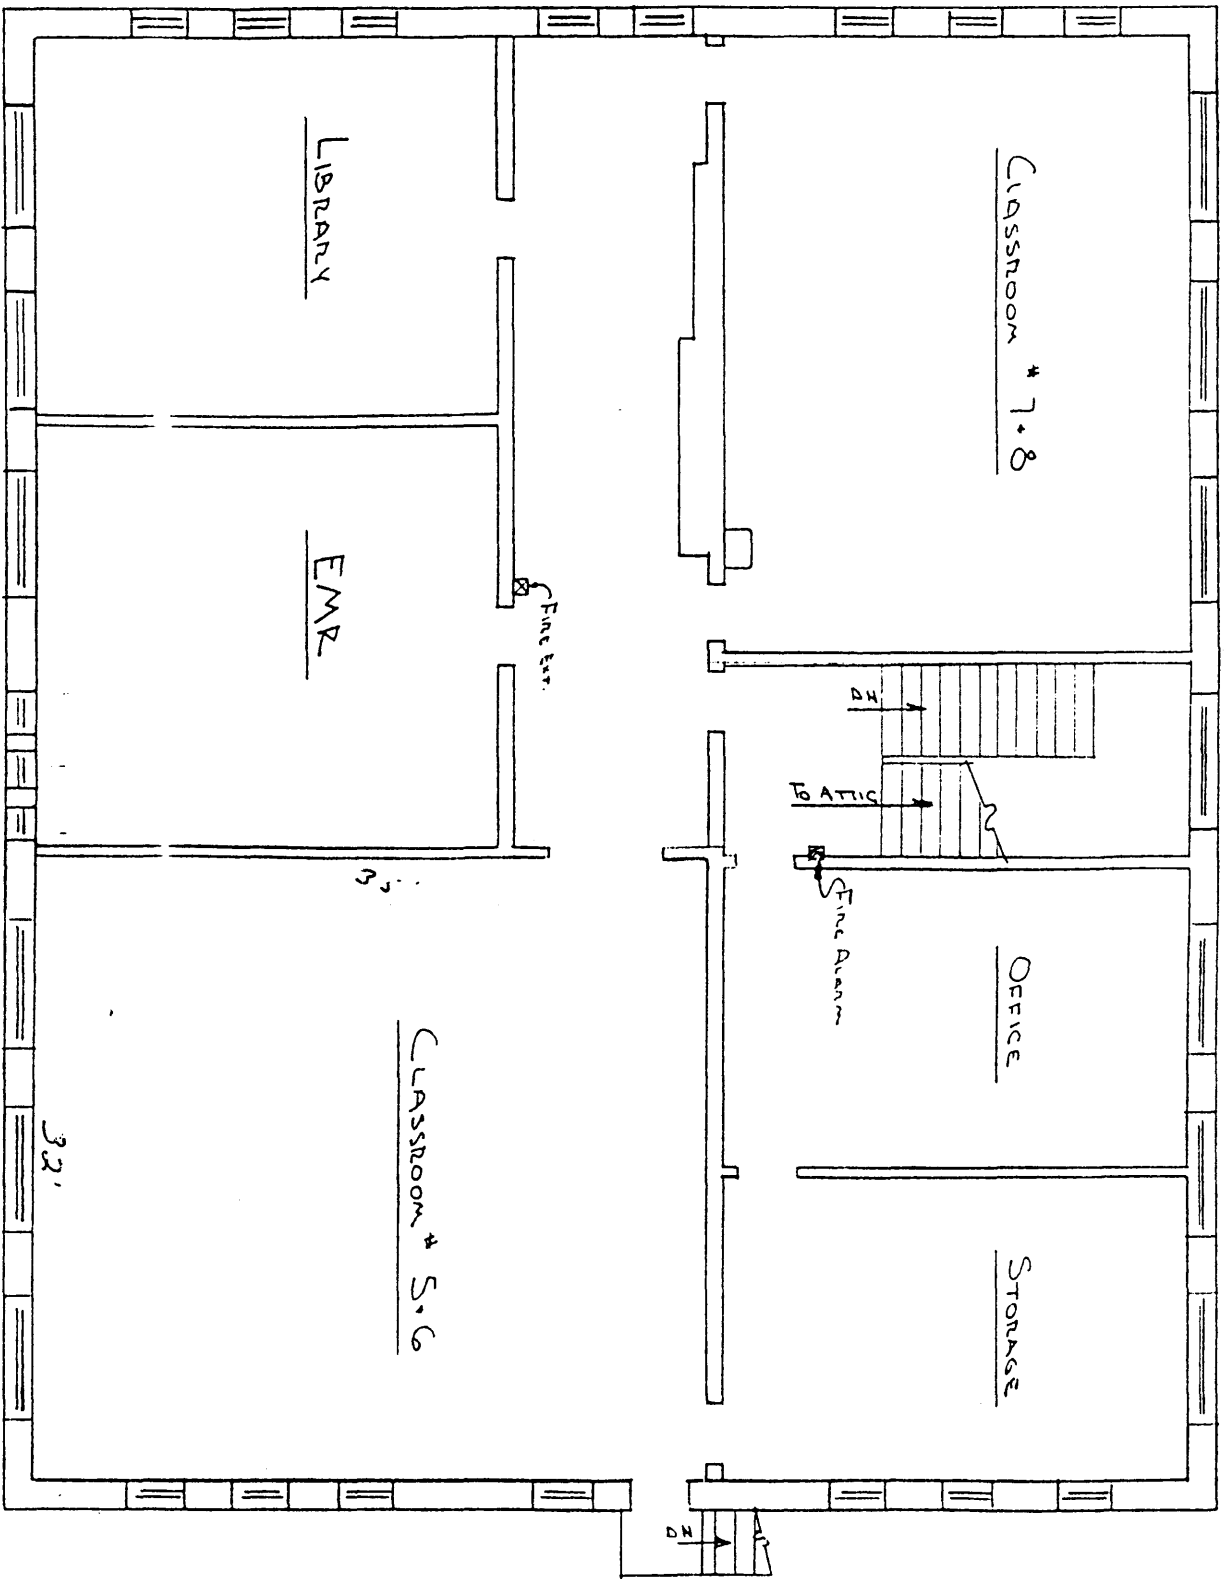 CLASSROOM # 7 & 8
LIBRARY
EMR
FIRE EXT.
DN
TO ATTIC
FIRE ALARM
OFFICE
CLASSROOM # 5 & 6
32'
STORAGE
DN